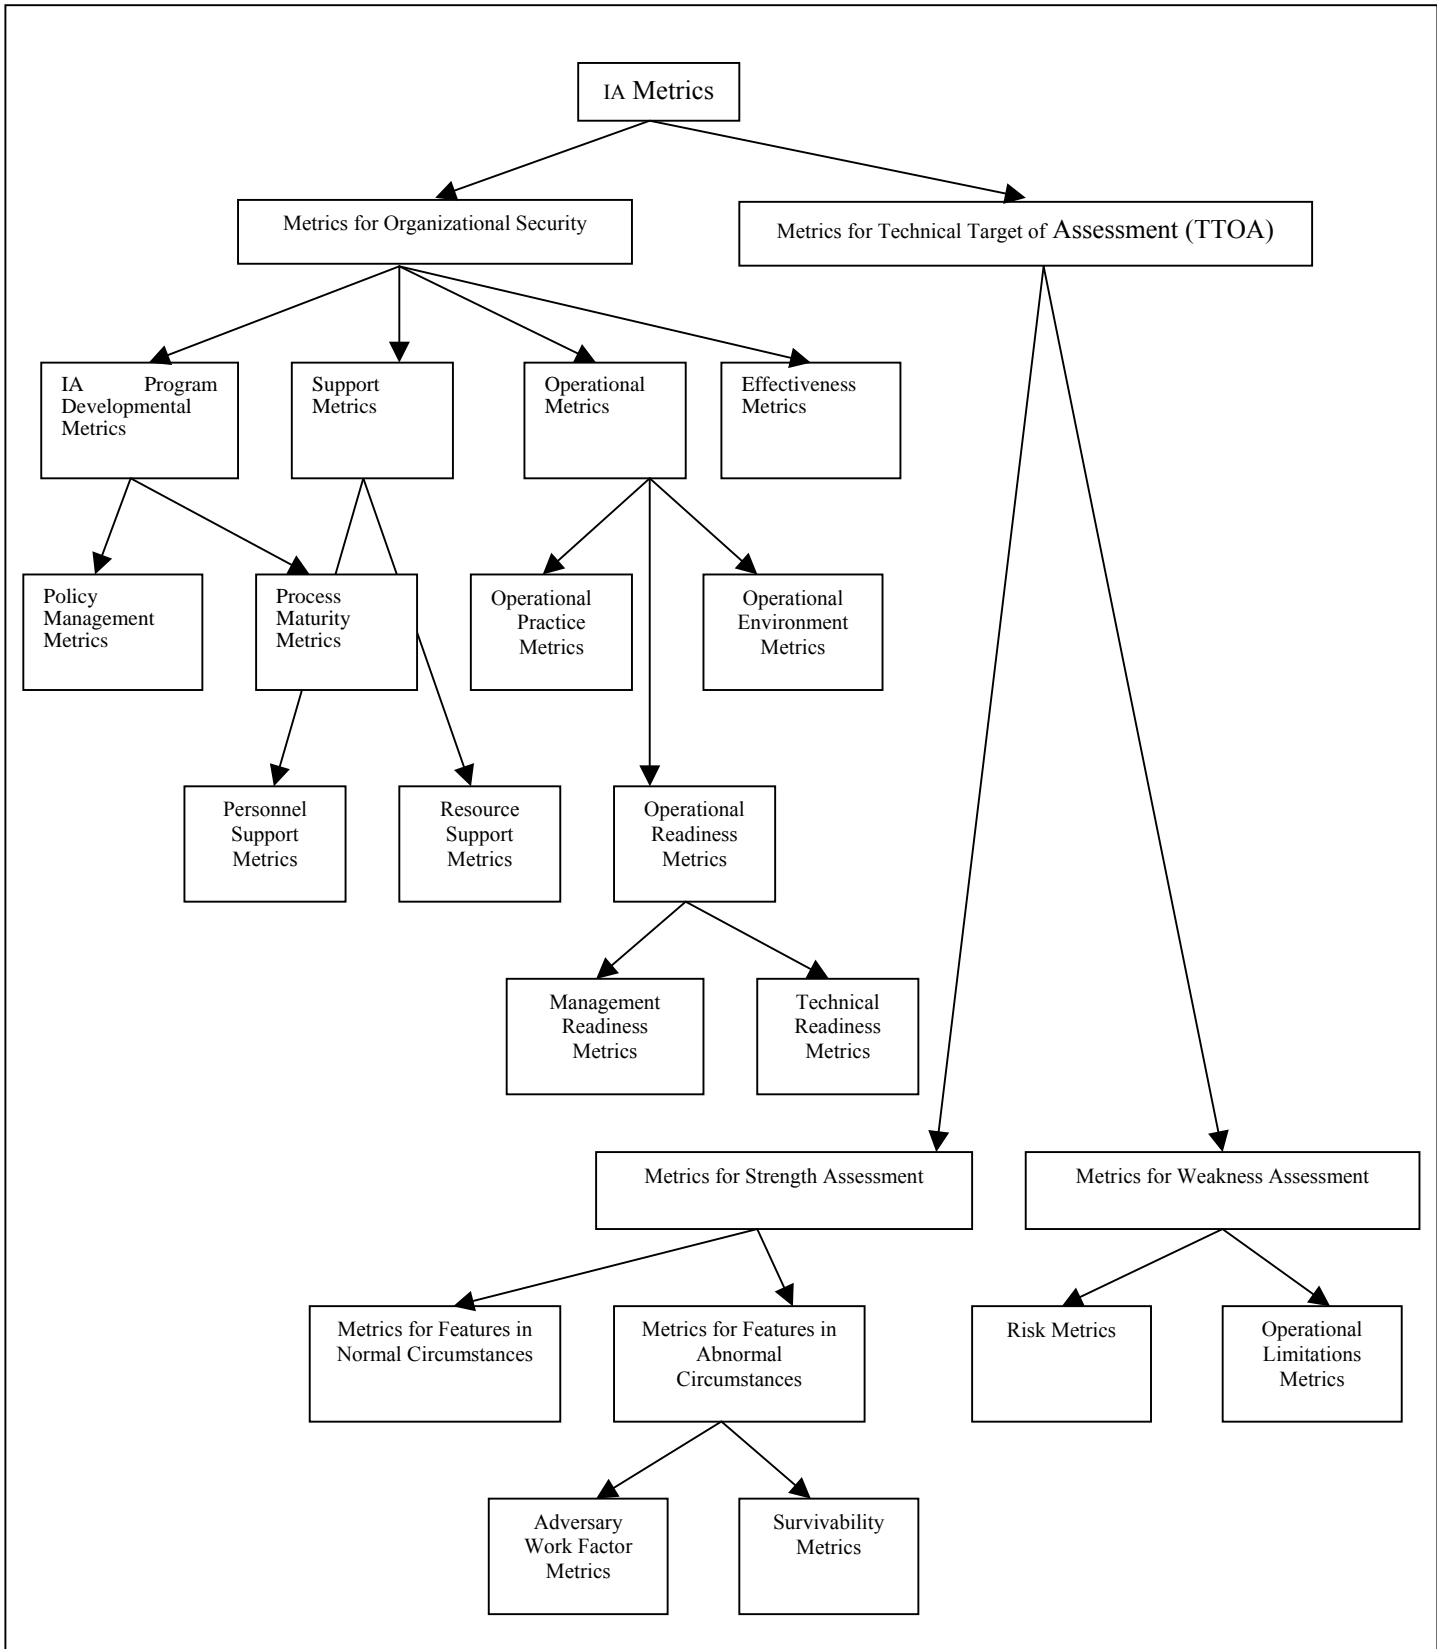 IA Metrics
Metrics for Organizational Security
Metrics for Technical Target of Assessment (TTOA)
IA Program
Developmental
Metrics
Support
Metrics
Operational
Metrics
Effectiveness
Metrics
Policy
Management
Metrics
Process
Maturity
Metrics
Operational
Practice
Metrics
Operational
Environment
Metrics
Personnel
Support
Metrics
Resource
Support
Metrics
Operational
Readiness
Metrics
Management
Readiness
Metrics
Technical
Readiness
Metrics
Metrics for Strength Assessment
Metrics for Weakness Assessment
Metrics for Features in
Normal Circumstances
Metrics for Features in
Abnormal
Circumstances
Risk Metrics
Operational
Limitations
Metrics
Adversary
Work Factor
Metrics
Survivability
Metrics